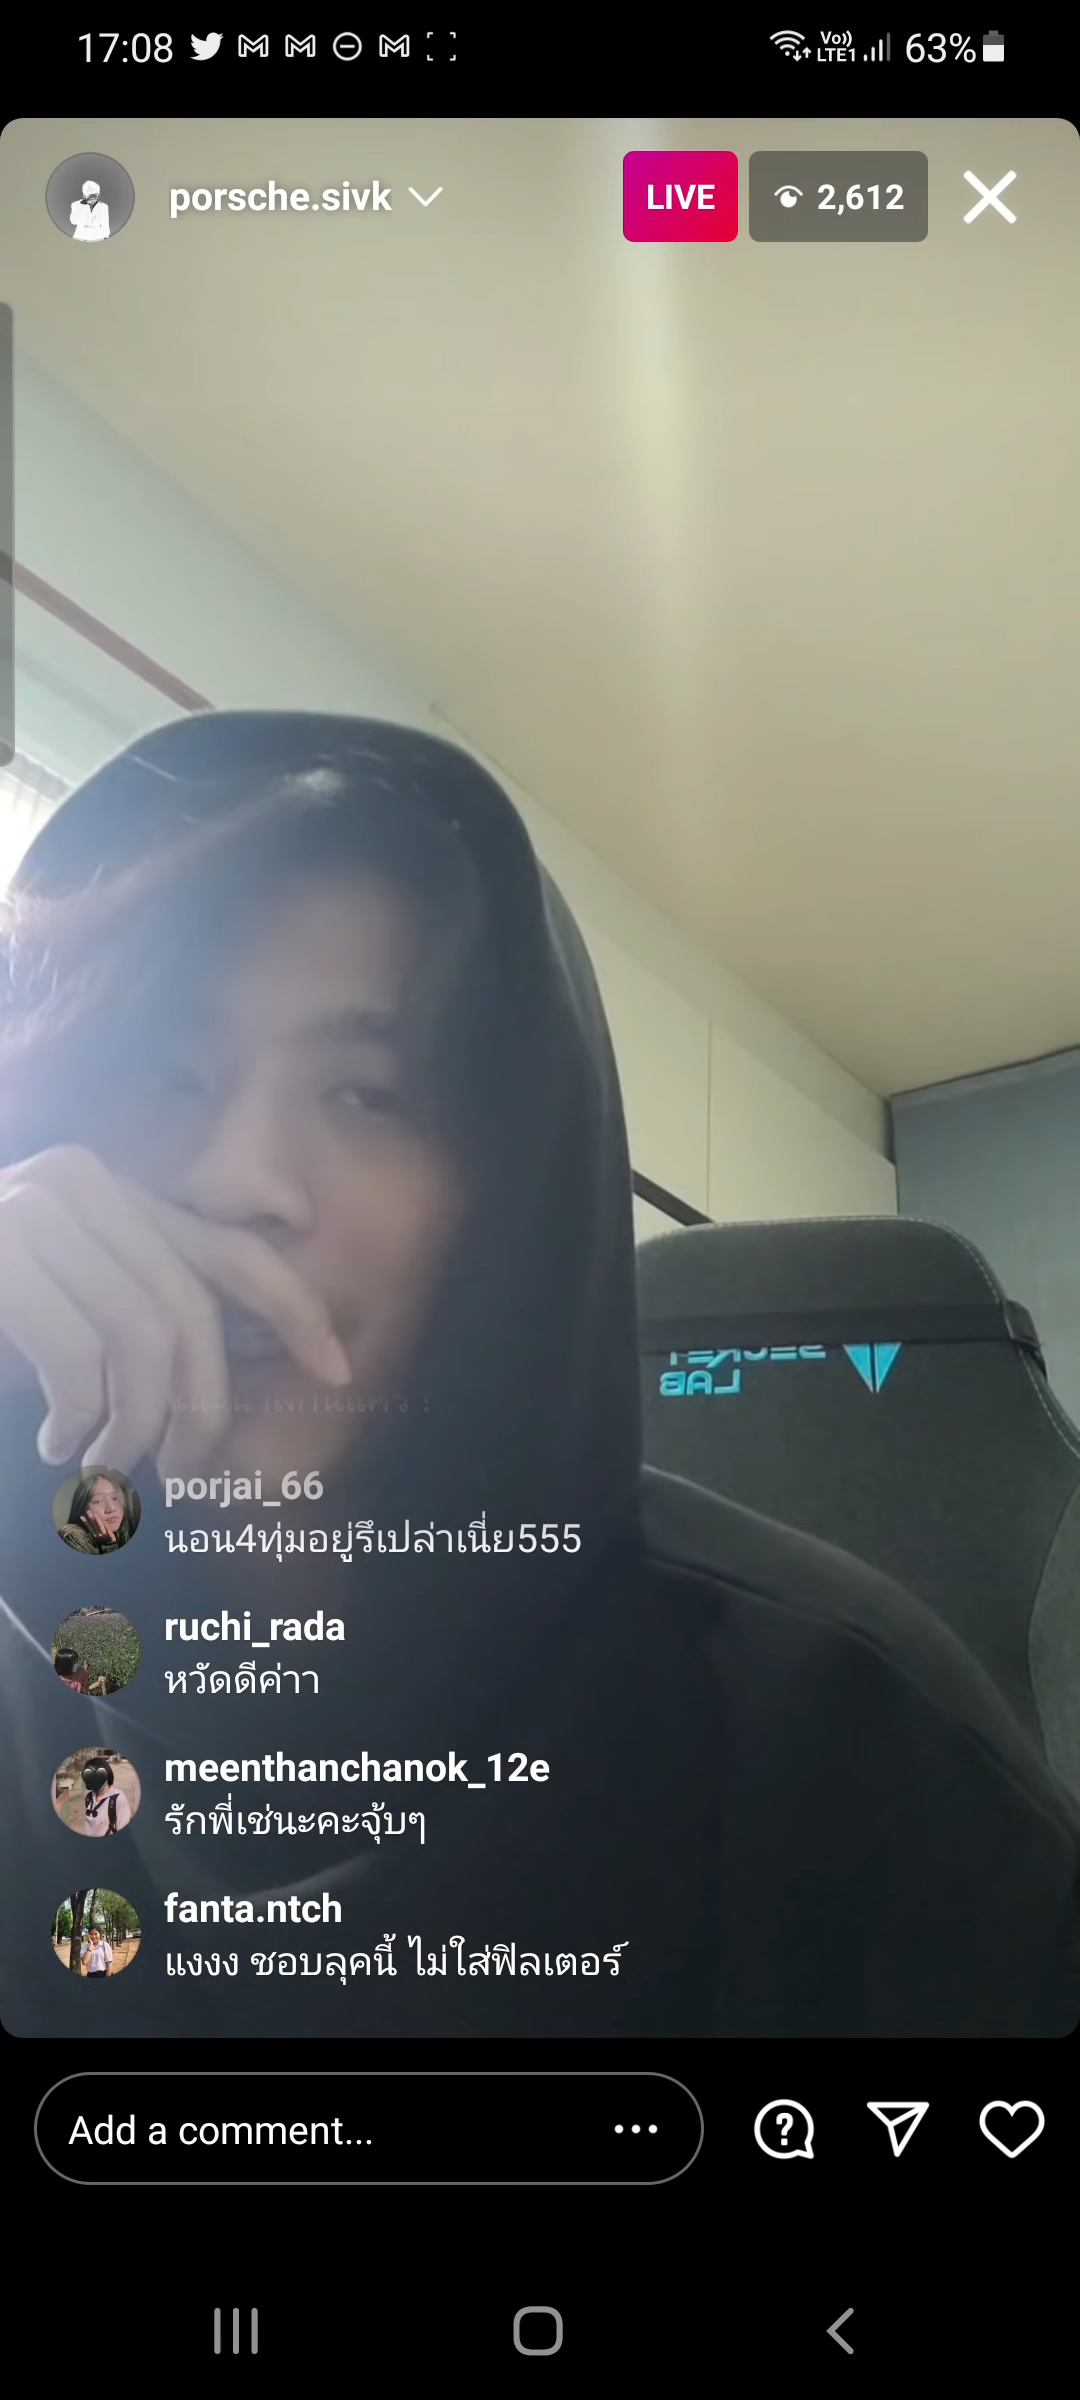 17:08
Vo))
LTE1
63%
porsche.sivk
LIVE
2,612
LAB
porjai_66
นอน4ทุ่มอยู่รึเปล่าเนี่ย555
ruchi_rada
หวัดดีค่าา
meenthanchanok_12e
รักพี่เช่นะคะจุ้บๆ
fanta.ntch
แงงง ชอบลุคนี้ ไม่ใส่ฟิลเตอร์
Add a comment...